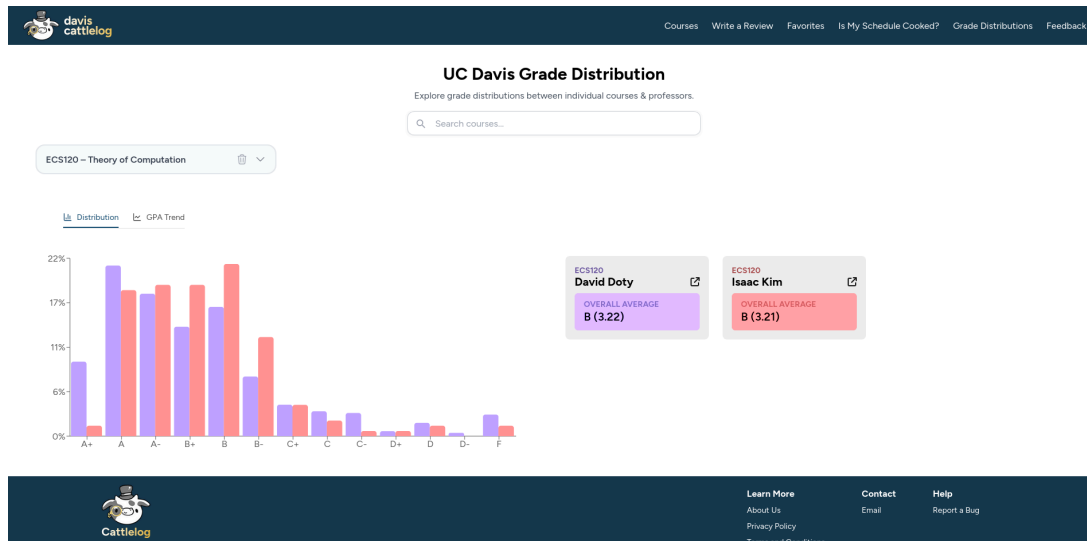 davis
cattlelog
Courses
Write a Review
Favorites
Is My Schedule Cooked?
Grade Distributions
Feedback
UC Davis Grade Distribution
Explore grade distributions between individual courses & professors.
Search courses...
ECS120 – Theory of Computation
Distribution
GPA Trend
22%
17%
11%
6%
0%
A+
A
A-
B+
B
B-
C+
C
C-
D+
D
D-
F
ECS120
David Doty
OVERALL AVERAGE
B (3.22)
ECS120
Isaac Kim
OVERALL AVERAGE
B (3.21)
Cattlelog
Learn More
About Us
Privacy Policy
Terms and Conditions
Contact
Email
Help
Report a Bug